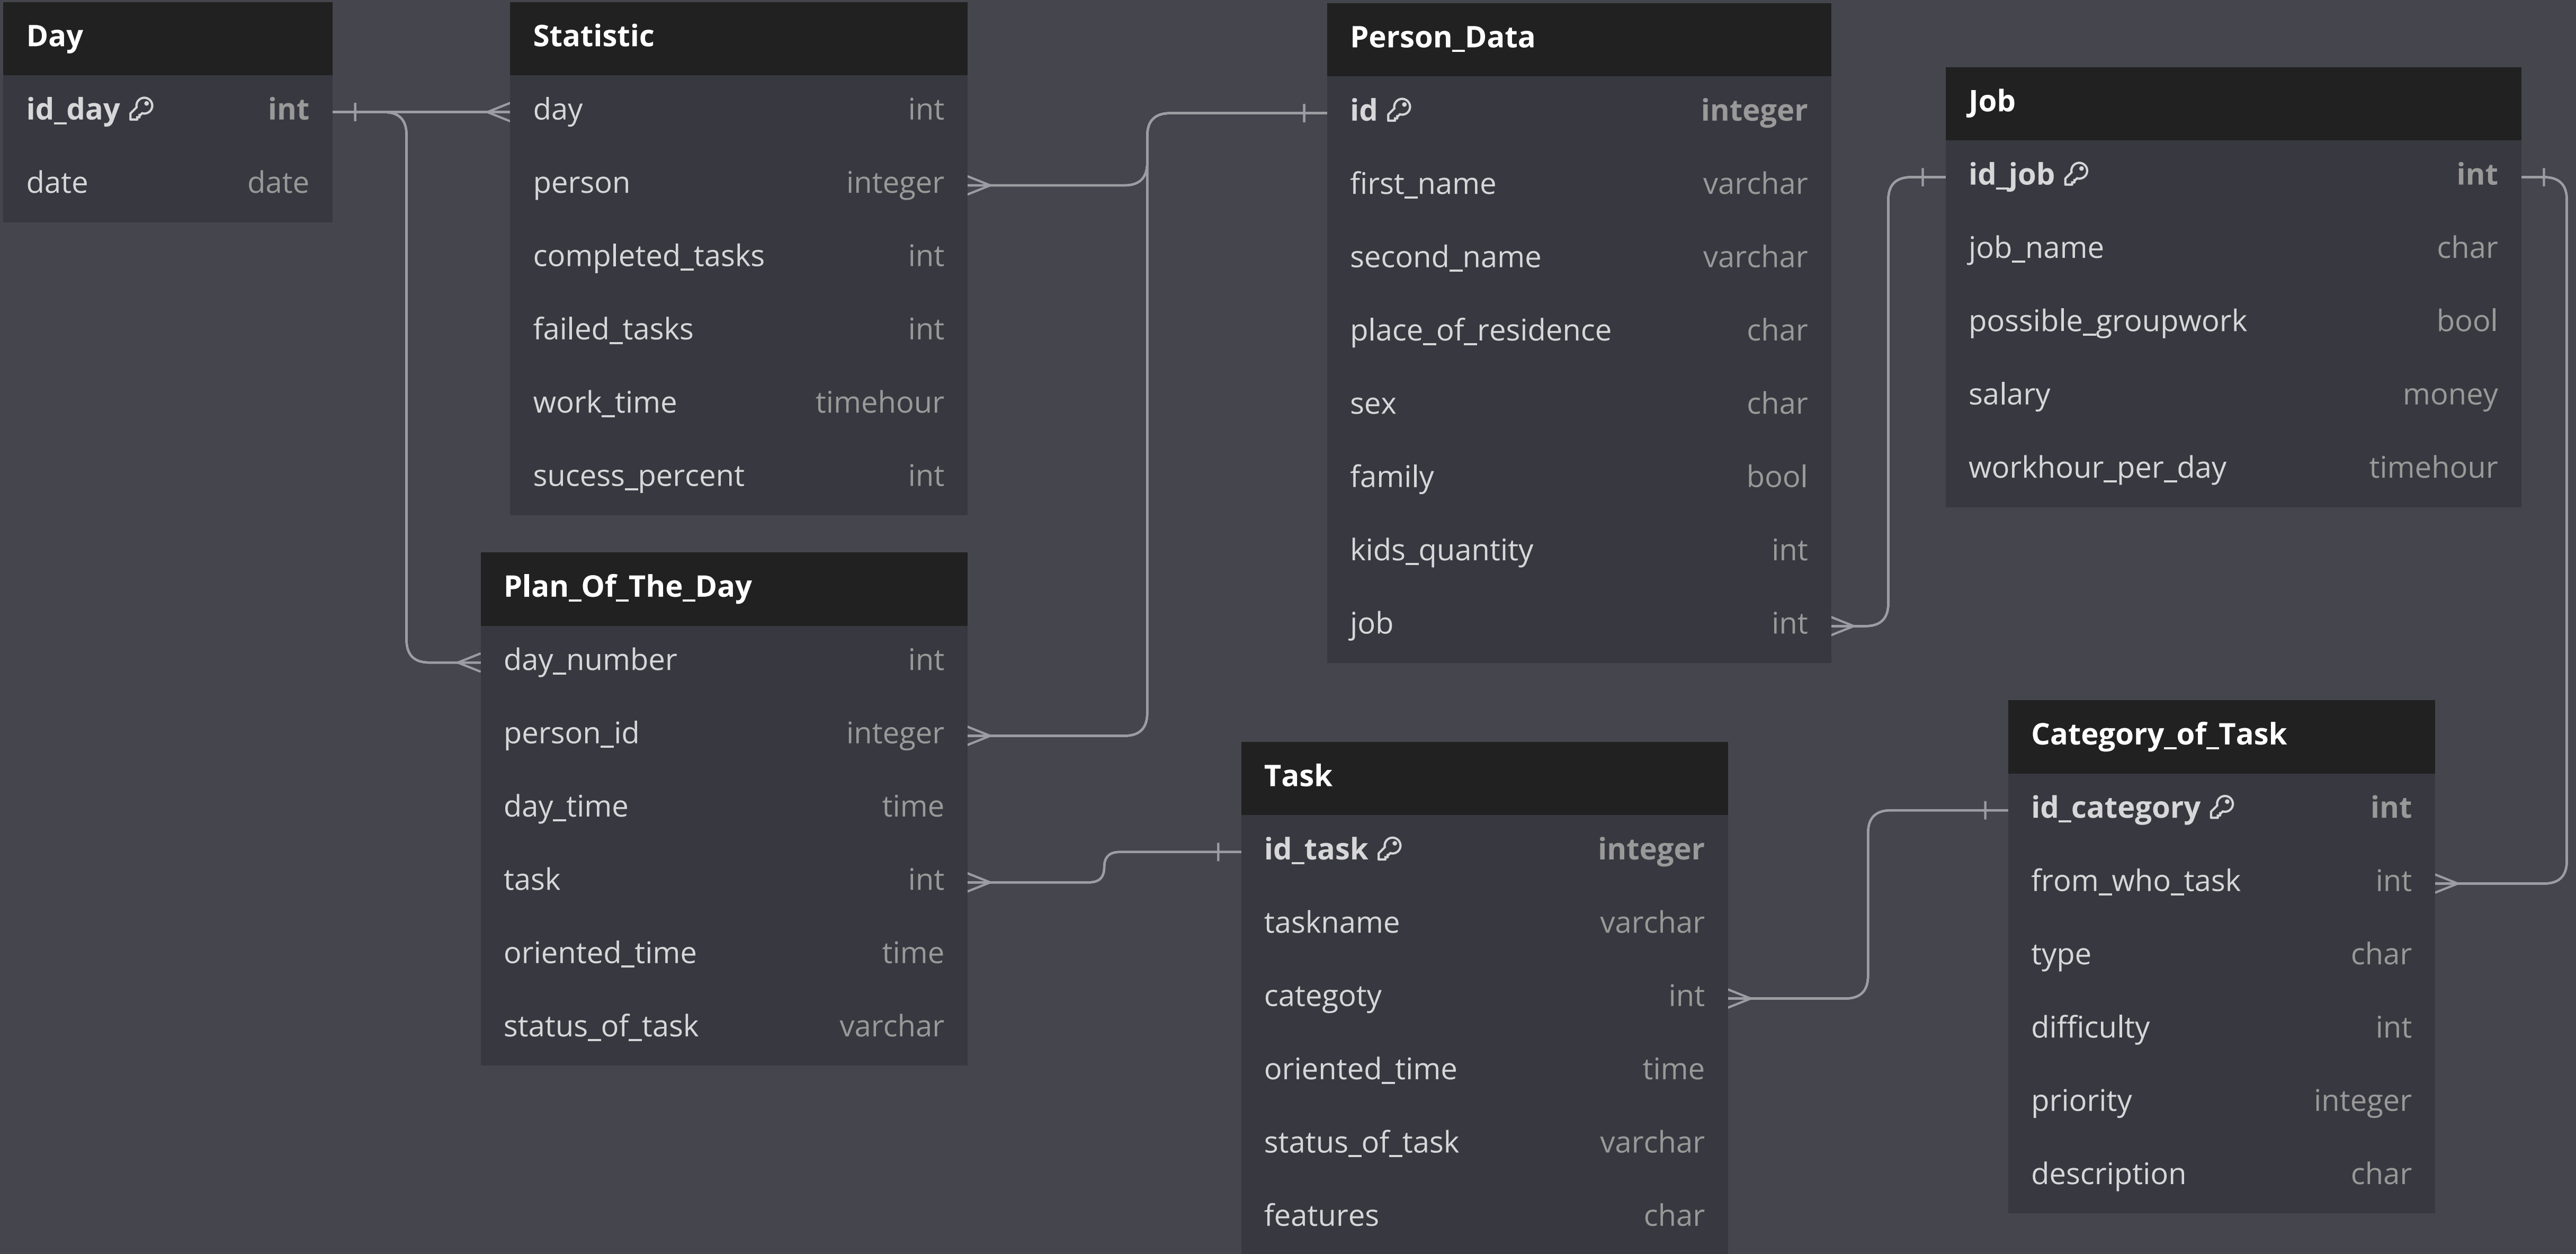 Day
id_day int
date date
Statistic
day int
person integer
completed_tasks int
failed_tasks int
work_time timehour
sucess_percent int
Plan_Of_The_Day
day_number int
person_id integer
day_time time
task int
oriented_time time
status_of_task varchar
Person_Data
id integer
first_name varchar
second_name varchar
place_of_residence char
sex char
family bool
kids_quantity int
job int
Task
id_task integer
taskname varchar
categoty int
oriented_time time
status_of_task varchar
features char
Job
id_job int
job_name char
possible_groupwork bool
salary money
workhour_per_day timehour
Category_of_Task
id_category int
from_who_task int
type char
difficulty int
priority integer
description char